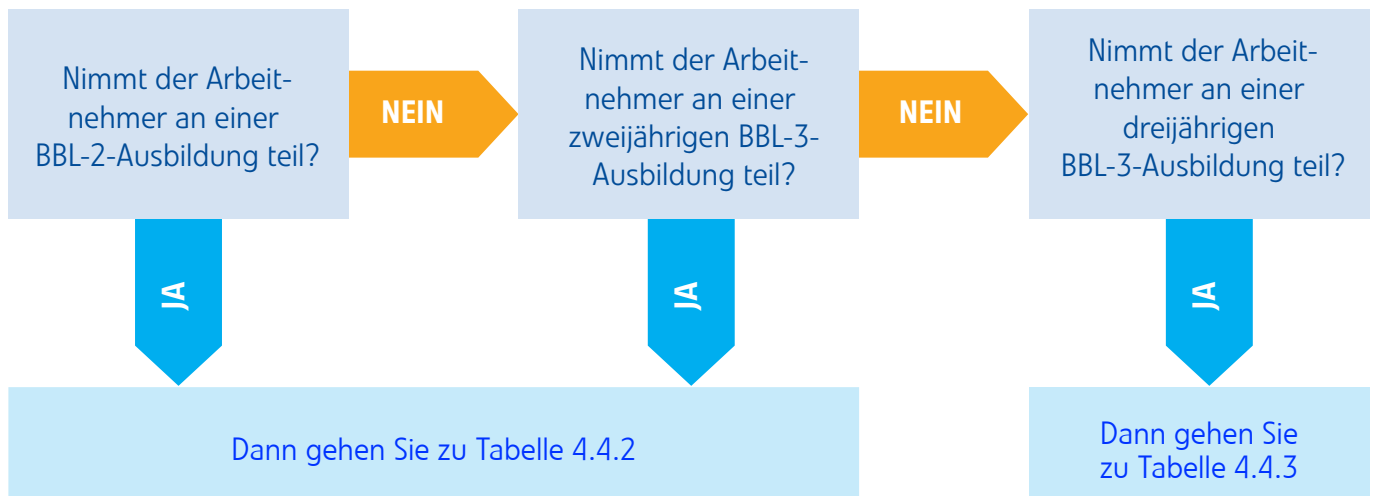 Nimmt der Arbeit-
nehmer an einer
BBL-2-Ausbildung teil?
NEIN
Nimmt der Arbeit-
nehmer an einer
zweijährigen BBL-3-
Ausbildung teil?
NEIN
Nimmt der Arbeit-
nehmer an einer
dreijährigen
BBL-3-Ausbildung teil?
JA
JA
JA
Dann gehen Sie zu Tabelle 4.4.2
Dann gehen Sie
zu Tabelle 4.4.3